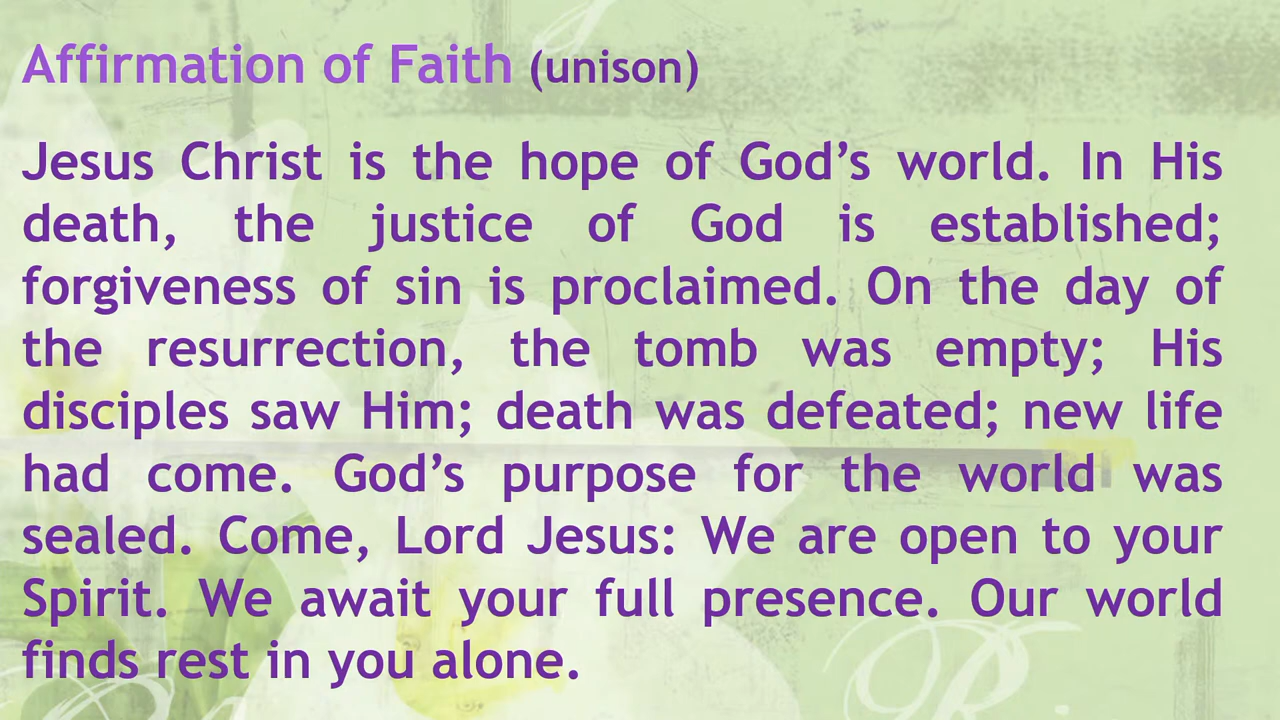 Affirmation of Faith (unison)
Jesus Christ is the hope of God’s world. In His
death, the justice of God is established;
forgiveness of sin is proclaimed. On the day of
the resurrection, the tomb was empty; His
disciples saw Him; death was defeated; new life
had come. God’s purpose for the world was
sealed. Come, Lord Jesus: We are open to your
Spirit. We await your full presence. Our world
finds rest in you alone.